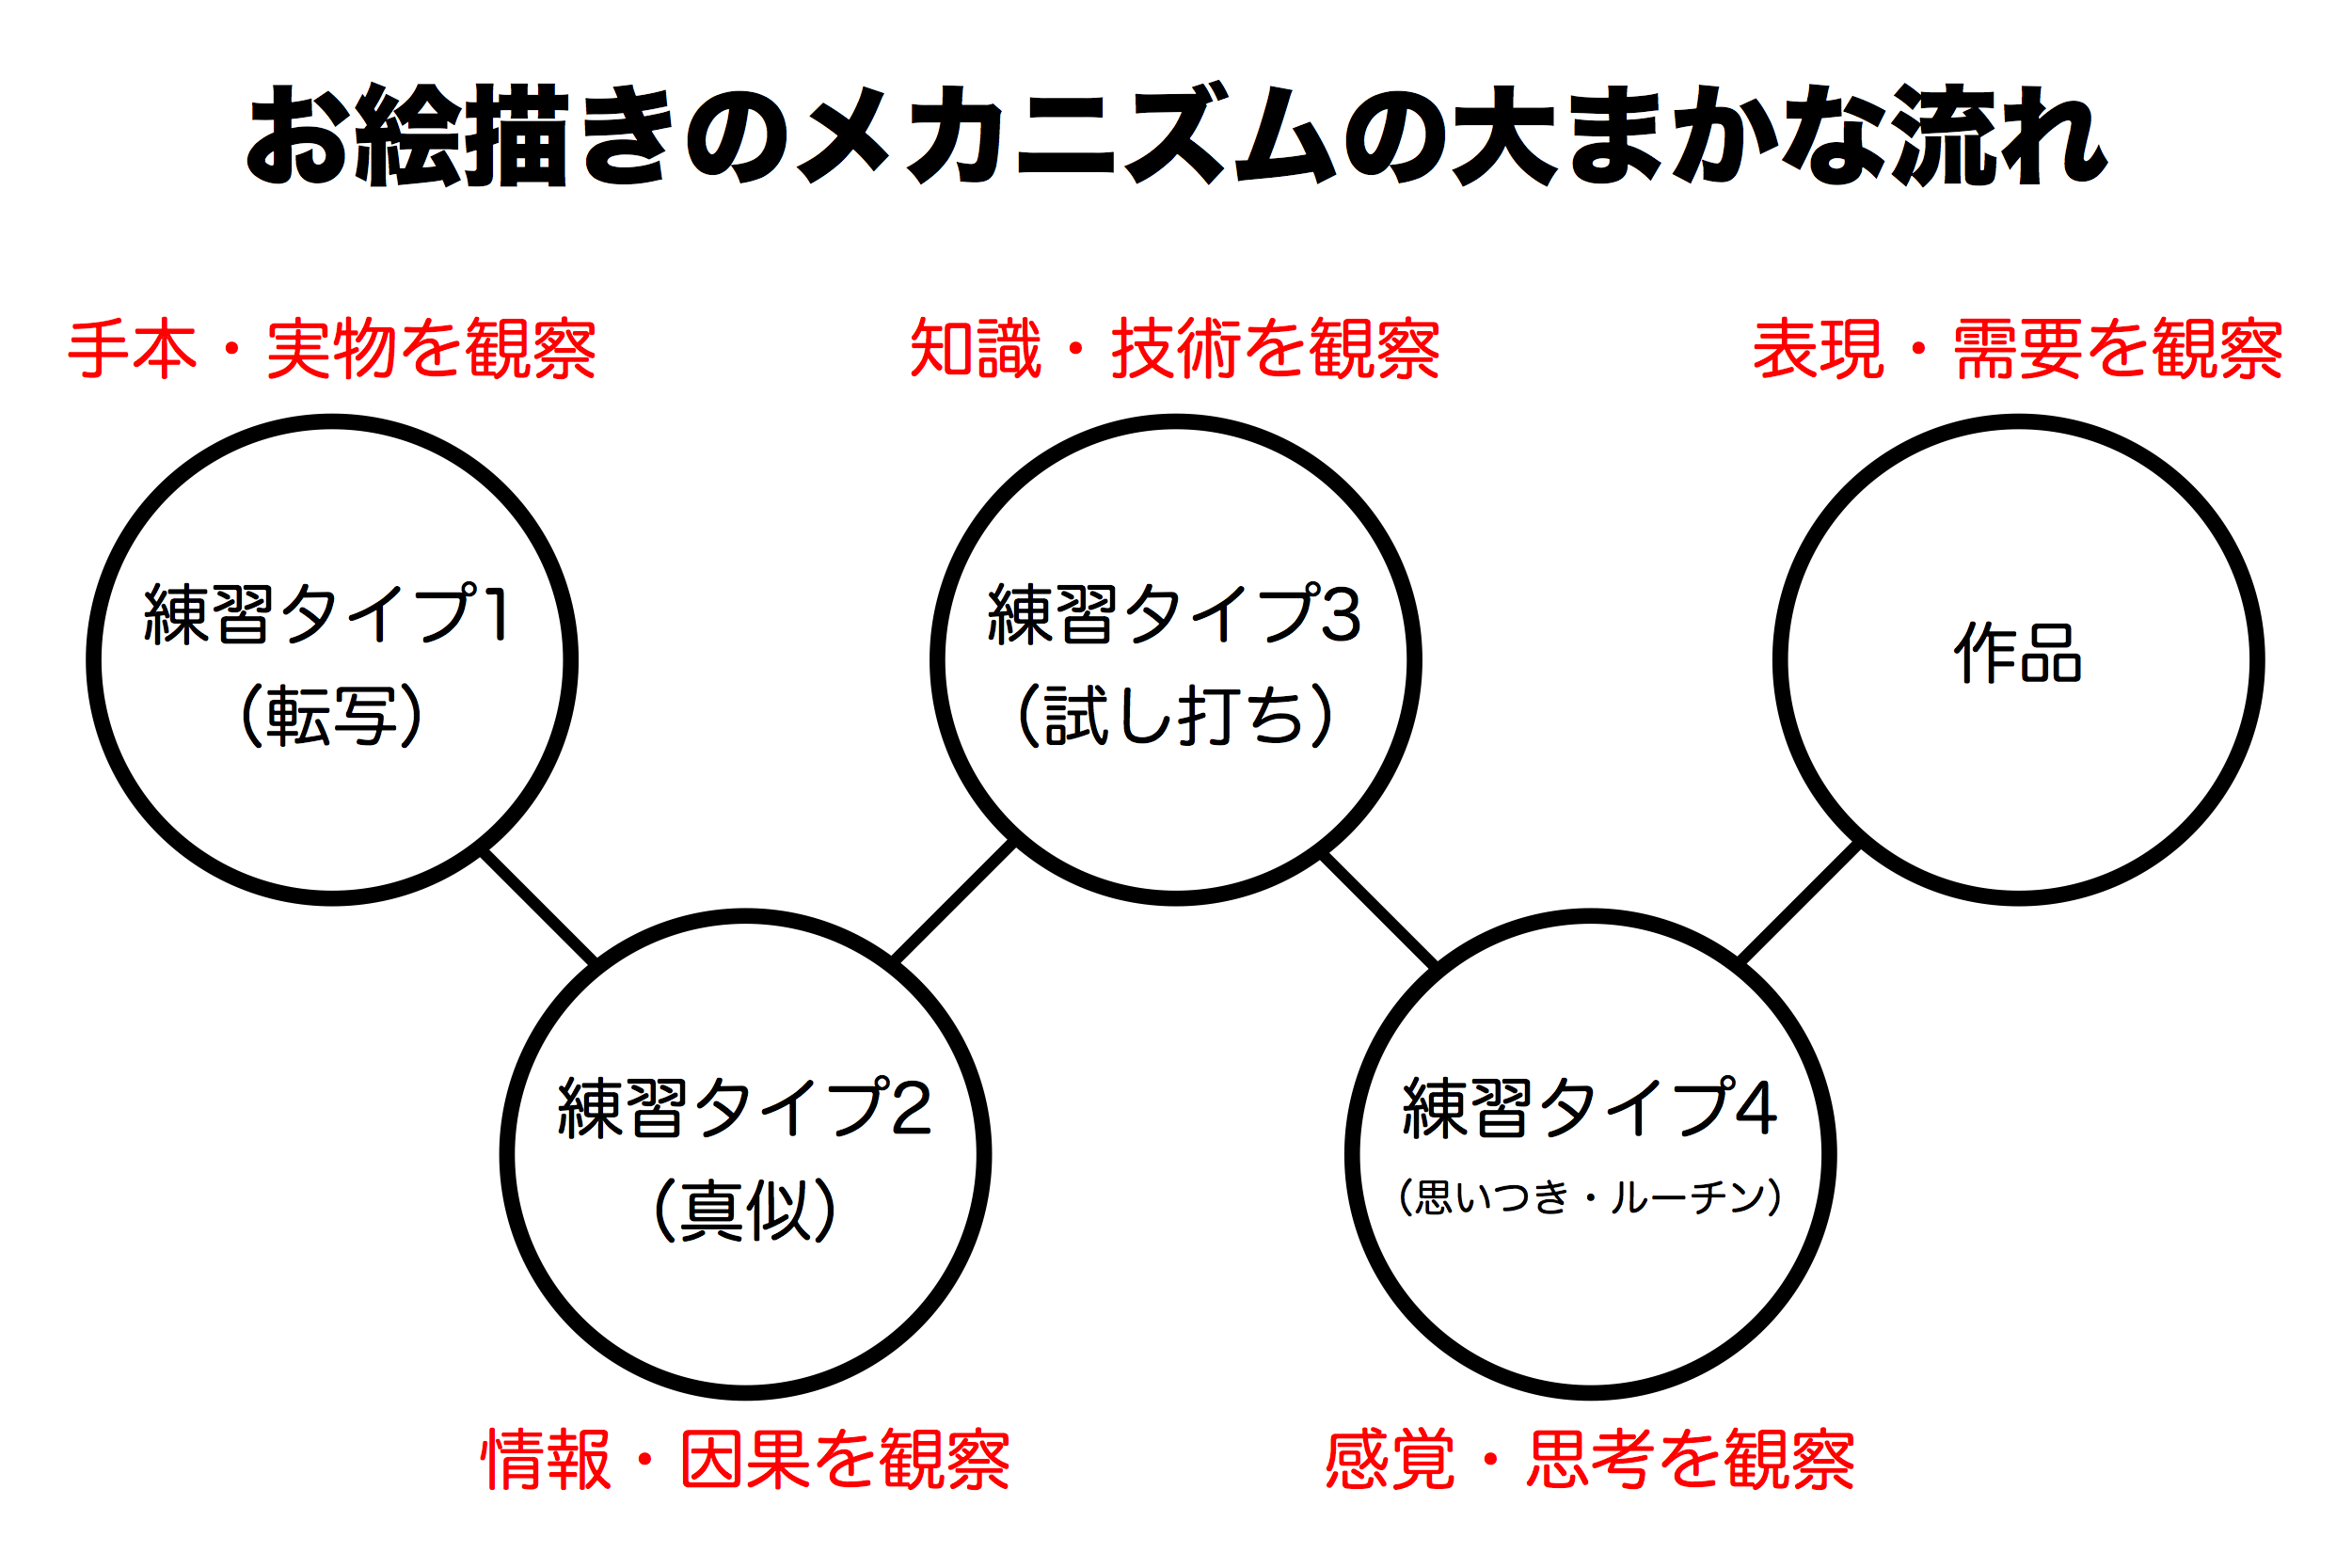 お絵描きのメカニズムの大まかな流れ
手本・実物を観察
練習タイプ1
（転写）
練習タイプ2
（真似）
情報・因果を観察
知識・技術を観察
練習タイプ3
（試し打ち）
練習タイプ4
（思いつき・ルーチン）
感覚・思考を観察
表現・需要を観察
作品